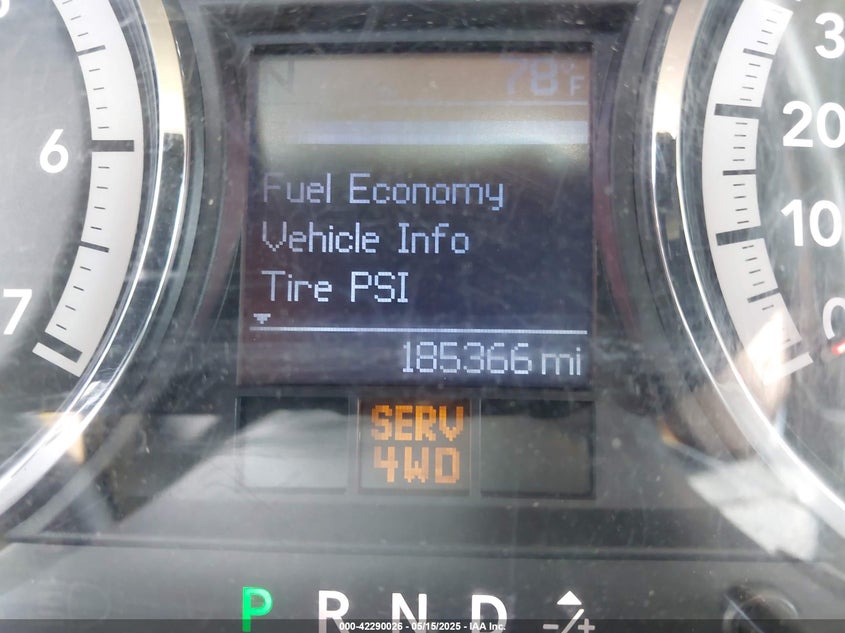 N 78°F
Fuel Economy
Vehicle Info
Tire PSI
185366 mi
SERV
4WD
6
7
30
20
10
0
P R N D -/+
000-42290026 - 05/15/2025 - IAA Inc.